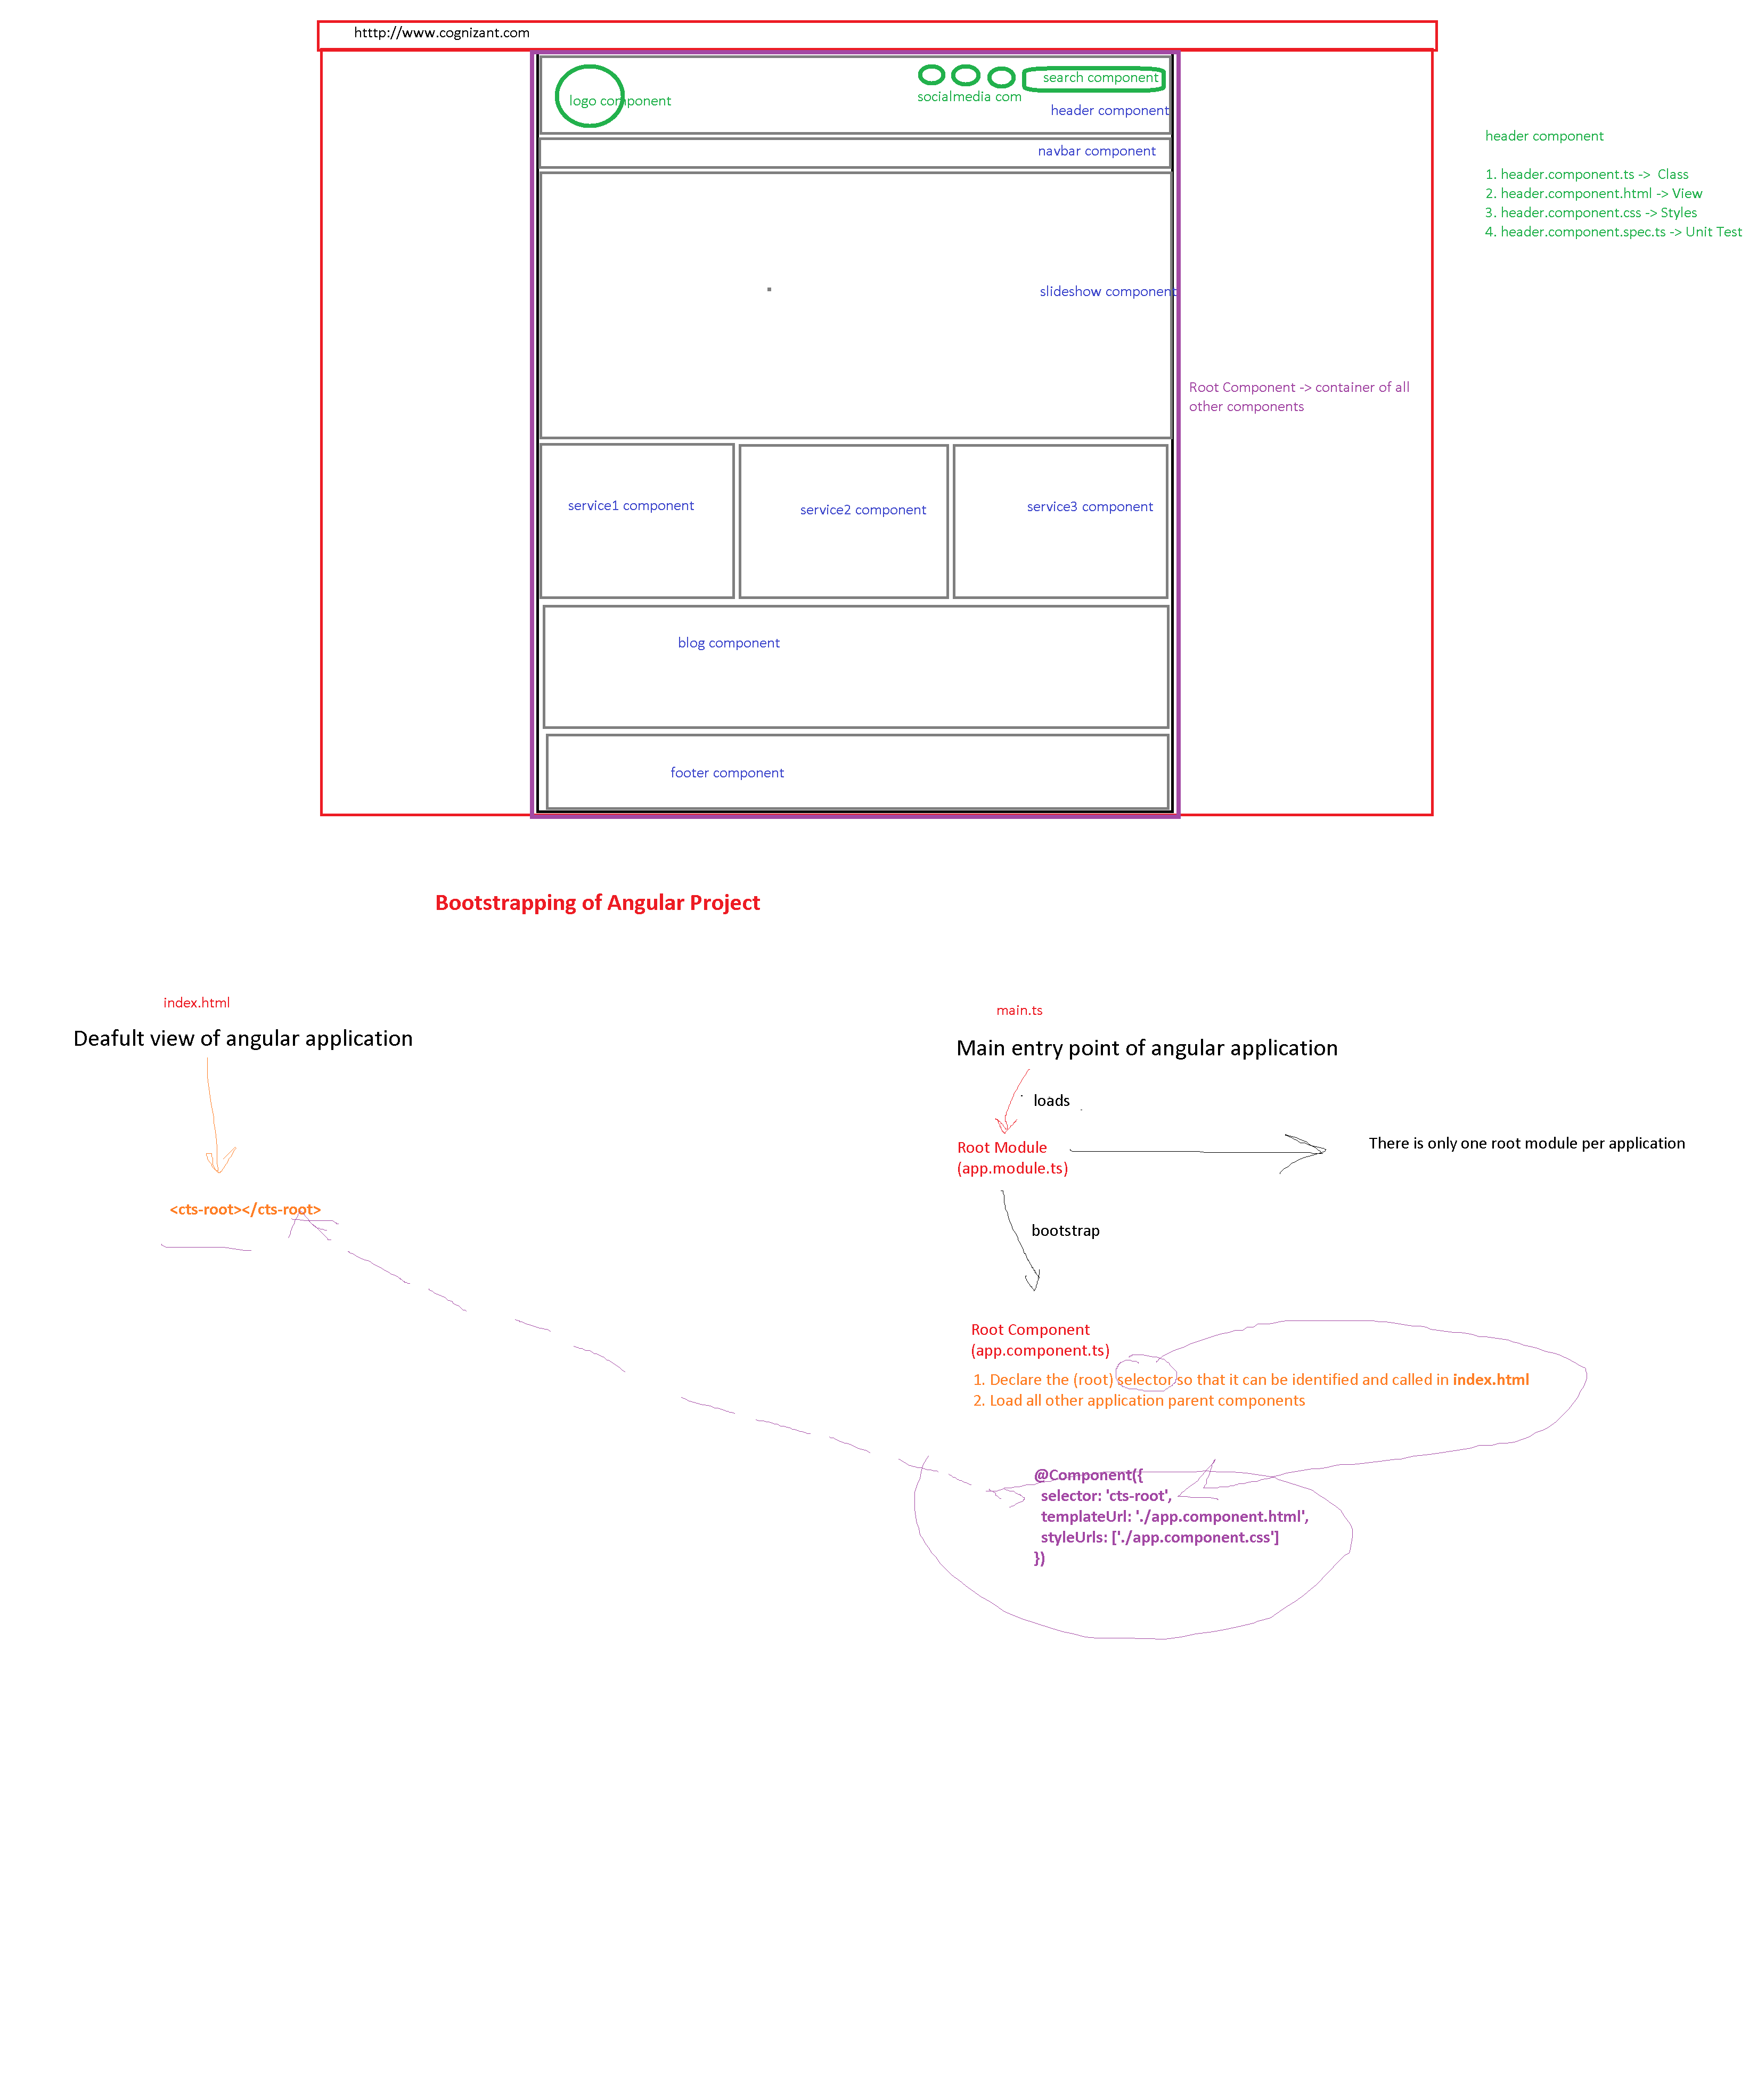 htttp://www.cognizant.com
logo component
socialmedia com
search component
header component
navbar component
slideshow component
service1 component
service2 component
service3 component
blog component
footer component
header component
1. header.component.ts -> Class
2. header.component.html -> View
3. header.component.css -> Styles
4. header.component.spec.ts -> Unit Test
Root Component -> container of all
other components
Bootstrapping of Angular Project
index.html
Deafult view of angular application
<cts-root></cts-root>
main.ts
Main entry point of angular application
loads
Root Module
(app.module.ts)
There is only one root module per application
bootstrap
Root Component
(app.component.ts)
1. Declare the (root) selector so that it can be identified and called in index.html
2. Load all other application parent components
@Component({
selector: 'cts-root',
templateUrl: './app.component.html',
styleUrls: ['./app.component.css']
})